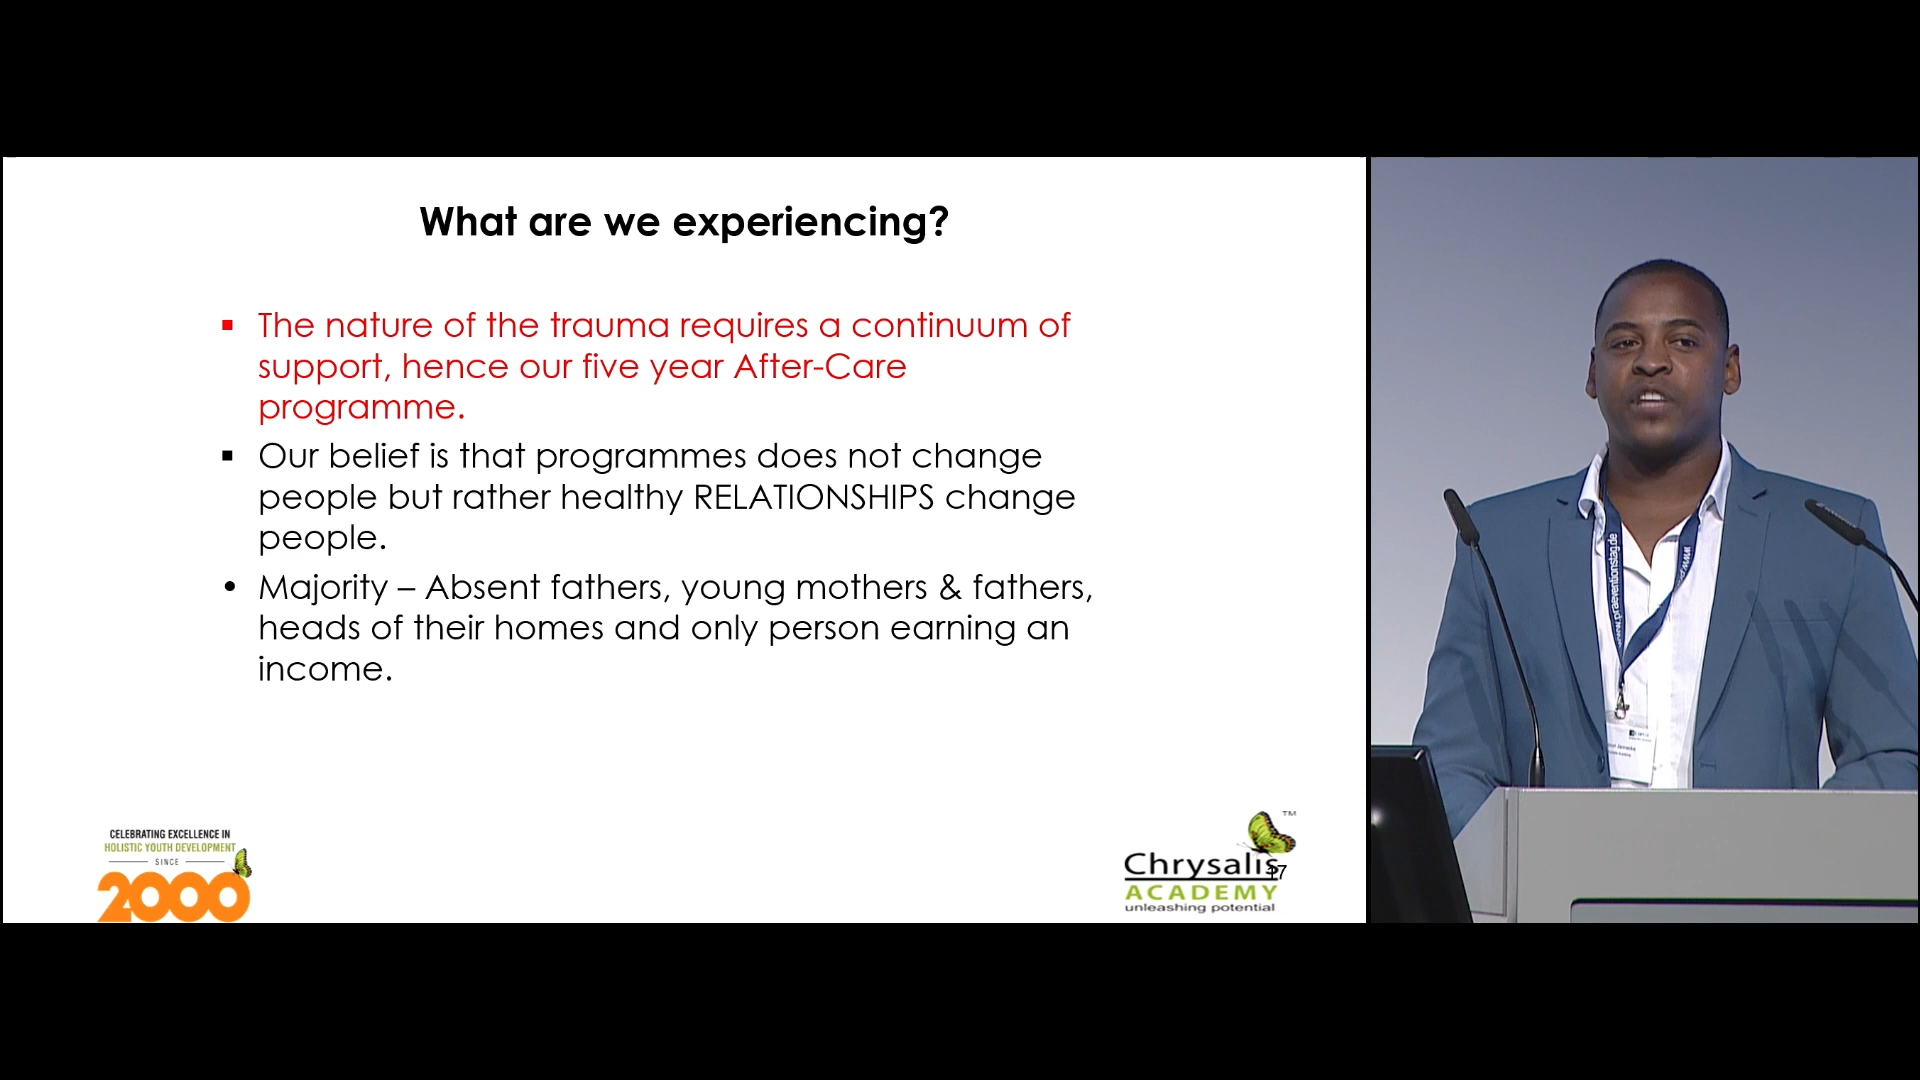 What are we experiencing?
▪ The nature of the trauma requires a continuum of
support, hence our five year After-Care
programme.
▪ Our belief is that programmes does not change
people but rather healthy RELATIONSHIPS change
people.
• Majority – Absent fathers, young mothers & fathers,
heads of their homes and only person earning an
income.
CELEBRATING EXCELLENCE IN
HOLISTIC YOUTH DEVELOPMENT
SINCE
2000
Chrysalis
TM
17
ACADEMY
unleashing potential
www.praeventionstag.de